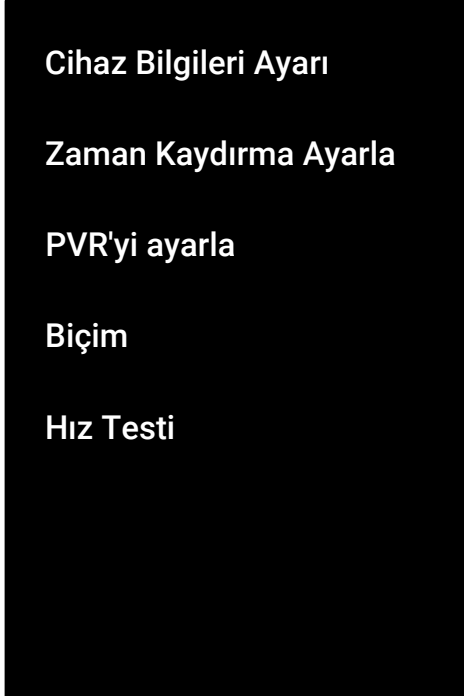 Cihaz Bilgileri Ayarı
Zaman Kaydırma Ayarla
PVR'yi ayarla
Biçim
Hız Testi